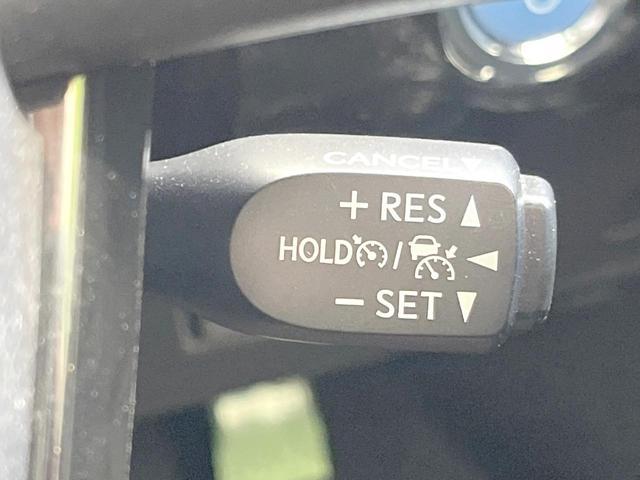 CANCEL▼
+ RES ▲
HOLD / ◀
− SET ▼